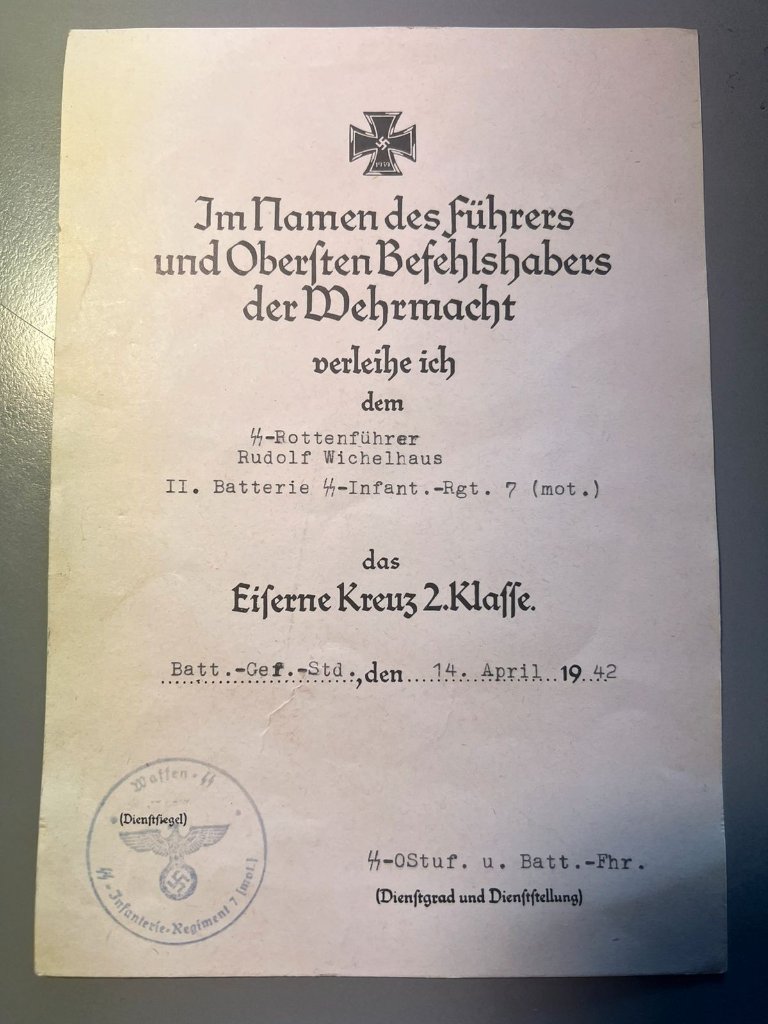 1939
Im Namen des Führers
und Oberſten Befehlshabers
der Wehrmacht
verleihe ich
dem
ᛋᛋ-Rottenführer
Rudolf Wichelhaus
II. Batterie ᛋᛋ-Infant.-Rgt. 7 (mot.)
das
Eiſerne Kreuz 2.Klaſſe.
Batt.-Gef.-Std., den 14. April 19 42
Waffen-ᛋᛋ
(Dienſtſiegel)
ᛋᛋ-Infanterie-Regiment 7 (mot.)
ᛋᛋ-OStuf. u. Batt.-Fhr.
(Dienſtgrad und Dienſtſtellung)